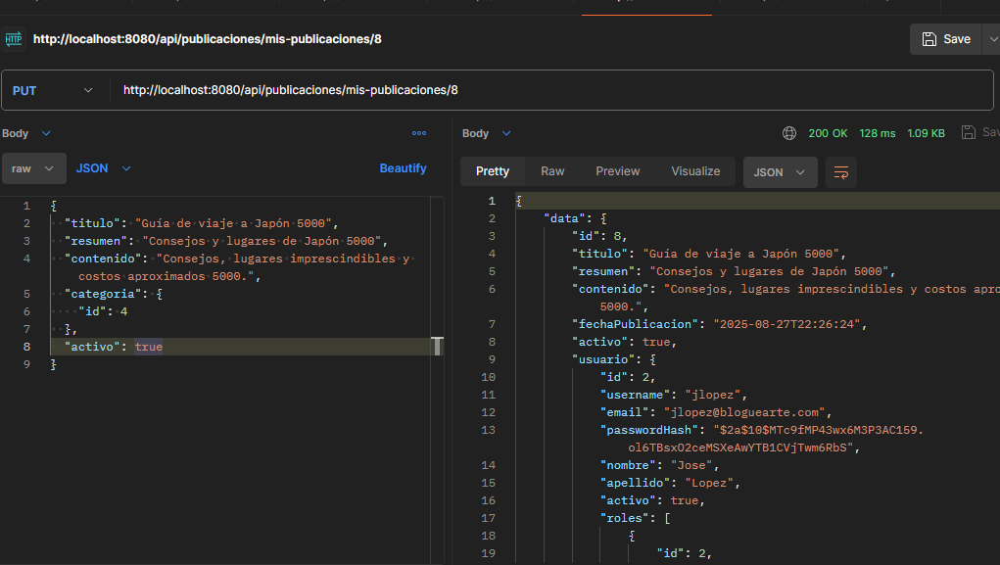 HTTP http://localhost:8080/api/publicaciones/mis-publicaciones/8
Save
PUT http://localhost:8080/api/publicaciones/mis-publicaciones/8
Body
raw JSON Beautify
1 {
2 "titulo": "Guía de viaje a Japón 5000",
3 "resumen": "Consejos y lugares de Japón 5000",
4 "contenido": "Consejos, lugares imprescindibles y
costos aproximados 5000.",
5 "categoria": {
6 "id": 4
7 },
8 "activo": true
9 }
Body 200 OK 128 ms 1.09 KB
Pretty Raw Preview Visualize JSON
1 {
2 "data": {
3 "id": 8,
4 "titulo": "Guía de viaje a Japón 5000",
5 "resumen": "Consejos y lugares de Japón 5000",
6 "contenido": "Consejos, lugares imprescindibles y costos apro
5000.",
7 "fechaPublicacion": "2025-08-27T22:26:24",
8 "activo": true,
9 "usuario": {
10 "id": 2,
11 "username": "jlopez",
12 "email": "jlopez@bloguearte.com",
13 "passwordHash": "$2a$10$MTc9fMP43wx6M3P3AC159.
ol6TBsxO2ceMSXeAwYTB1CVjTwm6RbS",
14 "nombre": "Jose",
15 "apellido": "Lopez",
16 "activo": true,
17 "roles": [
18 {
19 "id": 2,